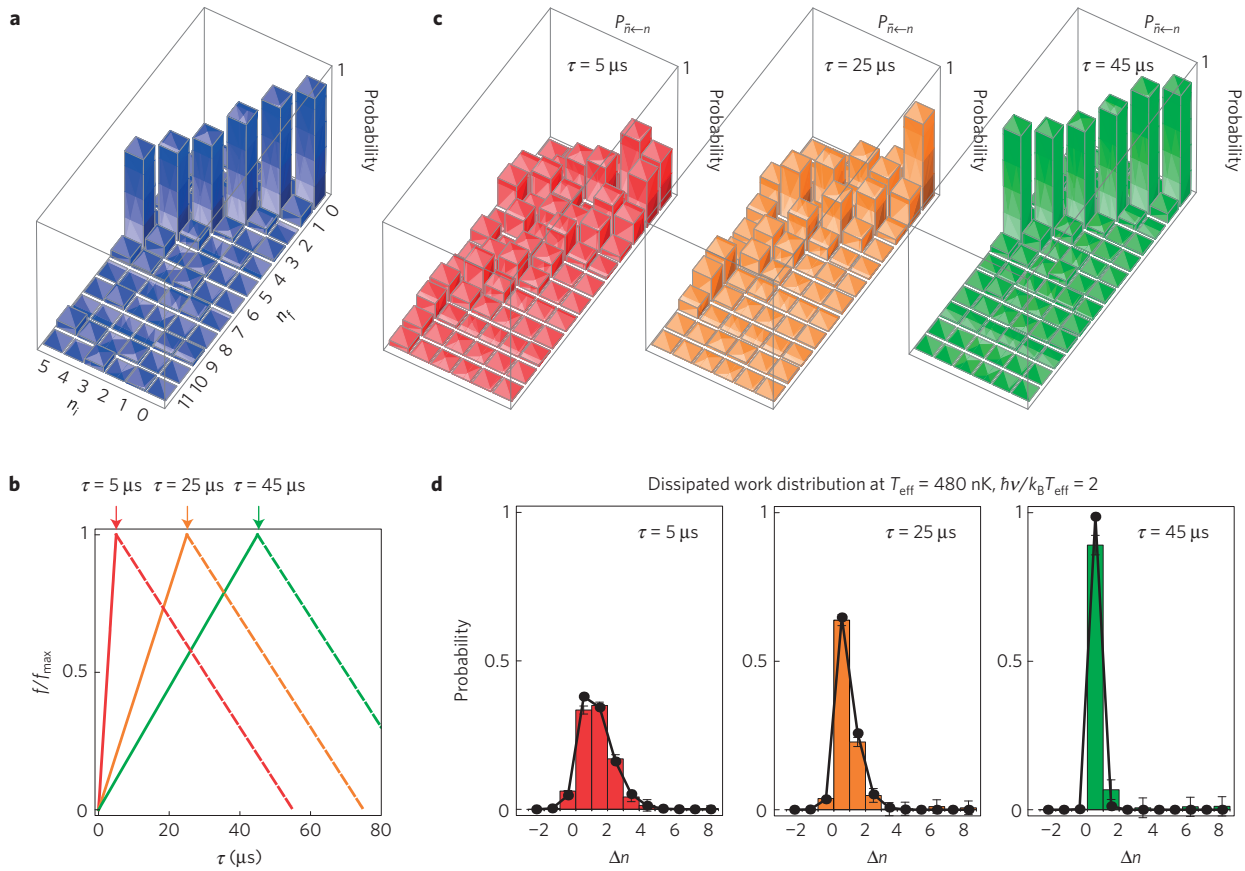 a
Probability
1
0
1
2
3
4
5
6
7
8
9
10
11
n_f
5 4 3 2 1 0
n_i
c
P_{n̄←n}
τ = 5 μs
1
Probability
P_{n̄←n}
τ = 25 μs
1
Probability
P_{n̄←n}
τ = 45 μs
1
Probability
b
τ = 5 μs τ = 25 μs τ = 45 μs
f/f_max
1
0.5
0
0 20 40 60 80
τ (μs)
d
Dissipated work distribution at T_eff = 480 nK, ℏν/k_BT_eff = 2
Probability
1
0.5
0
τ = 5 μs
−2 0 2 4 6 8
Δn
1
0.5
0
τ = 25 μs
−2 0 2 4 6 8
Δn
1
0.5
0
τ = 45 μs
−2 0 2 4 6 8
Δn